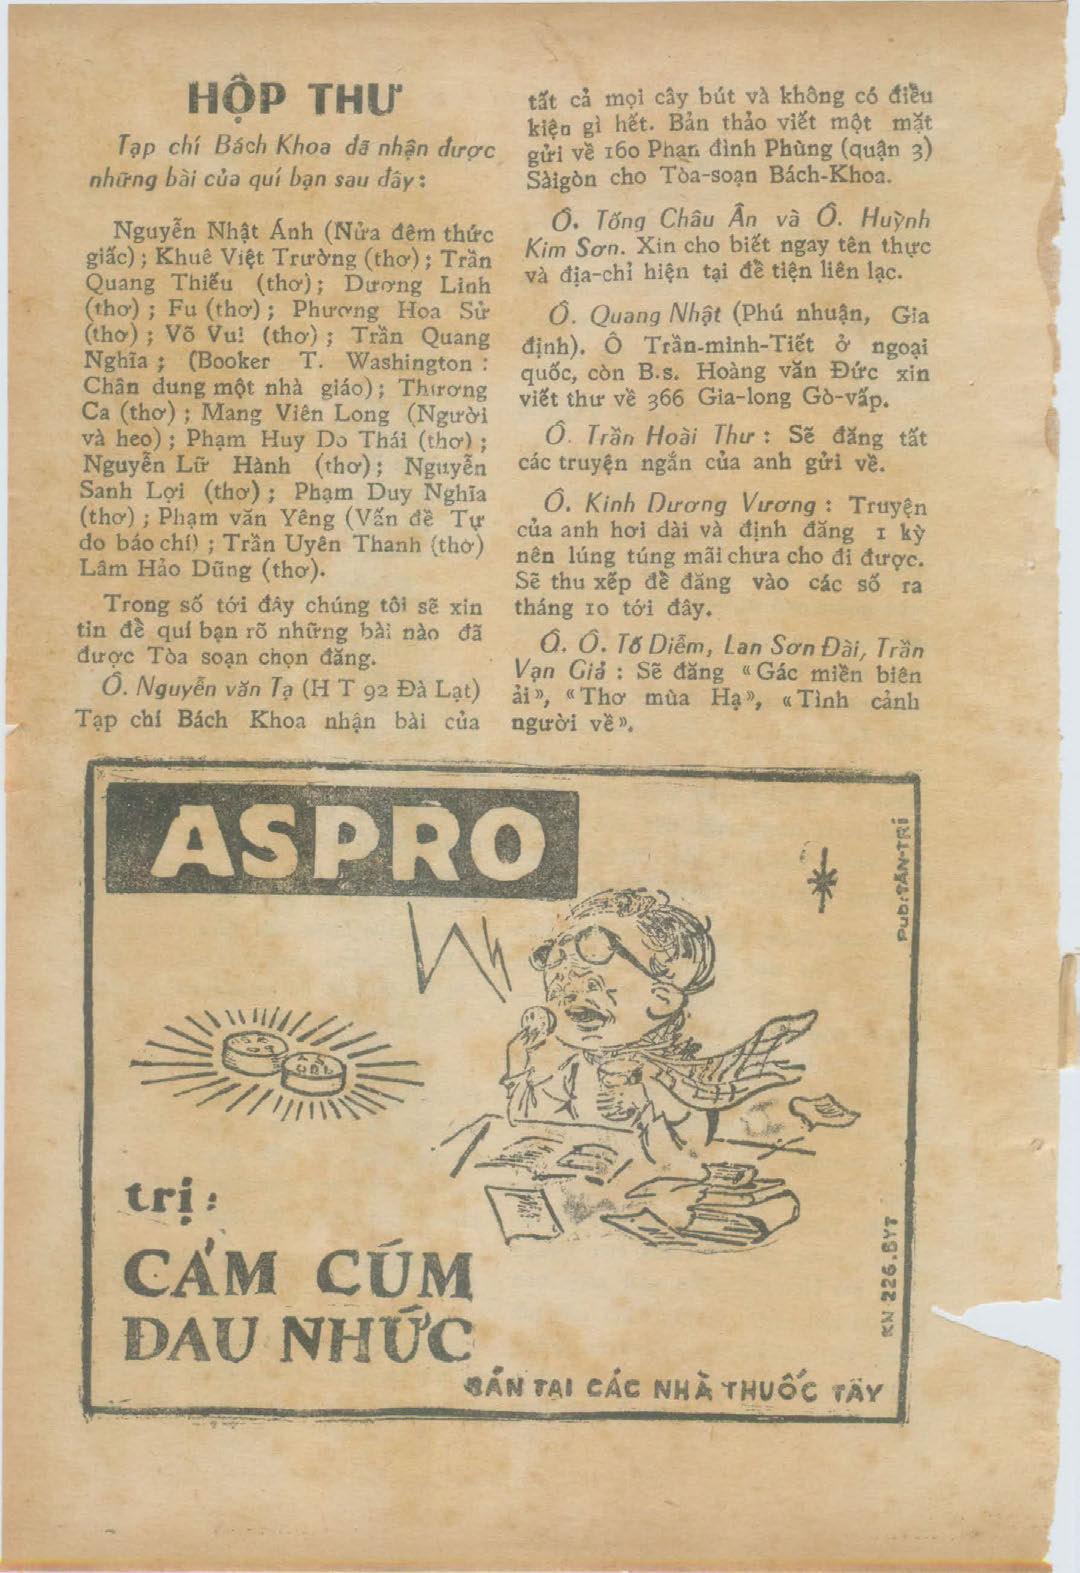 HỘP THƯ
Tạp chí Bách Khoa đã nhận được
những bài của quí bạn sau đây :
Nguyễn Nhật Ánh (Nửa đêm thức
giấc) ; Khuê Việt Trường (thơ) ; Trần
Quang Thiếu (thơ) ; Dương Linh
(thơ) ; Fu (thơ) ; Phương Hoa Sử
(thơ) ; Võ Vui (thơ) ; Trần Quang
Nghĩa ; (Booker T. Washington :
Chân dung một nhà giáo) ; Thương
Ca (thơ) ; Mang Viên Long (Người
và heo) ; Phạm Huy Do Thái (thơ) ;
Nguyễn Lữ Hành (thơ) ; Nguyễn
Sanh Lợi (thơ) ; Phạm Duy Nghĩa
(thơ) ; Phạm văn Yêng (Vấn đề Tự
do báo chí) ; Trần Uyên Thanh (thơ)
Lâm Hảo Dũng (thơ).
Trong số tới đây chúng tôi sẽ xin
tin để quí bạn rõ những bài nào đã
được Tòa soạn chọn đăng.
Ô. Nguyễn văn Tạ (H T 92 Đà Lạt)
Tạp chí Bách Khoa nhận bài của
tất cả mọi cây bút và không có điều
kiện gì hết. Bản thảo viết một mặt
gửi về 160 Phan đình Phùng (quận 3)
Sàigòn cho Tòa-soạn Bách-Khoa.
Ô. Tống Châu Ân và Ô. Huỳnh
Kim Sơn. Xin cho biết ngay tên thực
và địa-chỉ hiện tại để tiện liên lạc.
Ô. Quang Nhật (Phú nhuận, Gia
định). Ô Trần-minh-Tiết ở ngoại
quốc, còn B.s. Hoàng văn Đức xin
viết thư về 366 Gia-long Gò-vấp.
Ô. Trần Hoài Thư : Sẽ đăng tất
các truyện ngắn của anh gửi về.
Ô. Kinh Dương Vương : Truyện
của anh hơi dài và định đăng 1 kỳ
nên lúng túng mãi chưa cho đi được.
Sẽ thu xếp để đăng vào các số ra
tháng 10 tới đây.
Ô. Ô. Tố Diễm, Lan Sơn Đài, Trần
Vạn Giả : Sẽ đăng «Gác miền biên
ải», «Thơ mùa Hạ», «Tình cảnh
người về».
ASPRO
Pub: TÂN-TRÍ
trị :
CẢM CÚM
ĐAU NHỨC
KN 226.BYT
BÁN TẠI CÁC NHÀ THUỐC TÂY